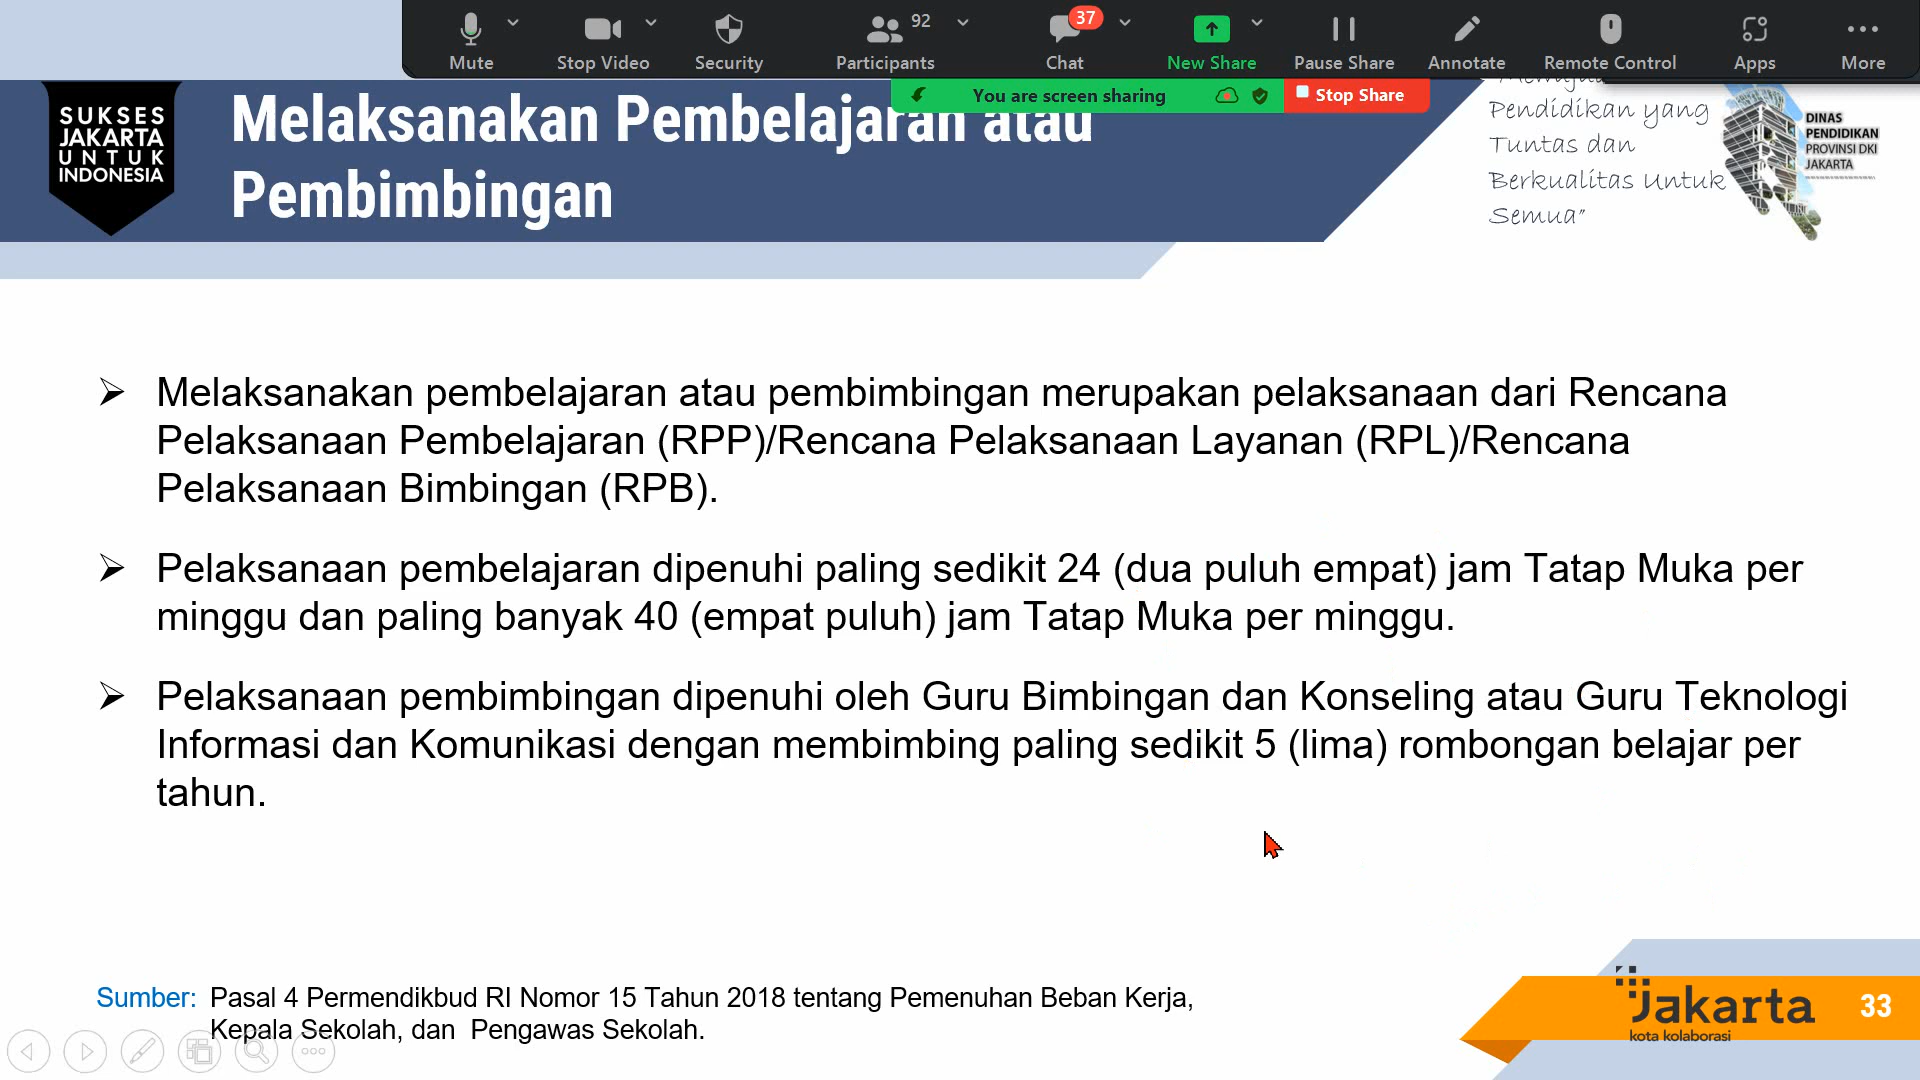 Mute
Stop Video
Security
92
Participants
37
Chat
New Share
Pause Share
Annotate
Remote Control
Apps
More
You are screen sharing
Stop Share
SUKSES
JAKARTA
UNTUK
INDONESIA
Melaksanakan Pembelajaran atau
Pembimbingan
Pendidikan yang
Tuntas dan
Berkualitas Untuk
Semua”
DINAS
PENDIDIKAN
PROVINSI DKI
JAKARTA
➢ Melaksanakan pembelajaran atau pembimbingan merupakan pelaksanaan dari Rencana
Pelaksanaan Pembelajaran (RPP)/Rencana Pelaksanaan Layanan (RPL)/Rencana
Pelaksanaan Bimbingan (RPB).
➢ Pelaksanaan pembelajaran dipenuhi paling sedikit 24 (dua puluh empat) jam Tatap Muka per
minggu dan paling banyak 40 (empat puluh) jam Tatap Muka per minggu.
➢ Pelaksanaan pembimbingan dipenuhi oleh Guru Bimbingan dan Konseling atau Guru Teknologi
Informasi dan Komunikasi dengan membimbing paling sedikit 5 (lima) rombongan belajar per
tahun.
Sumber: Pasal 4 Permendikbud RI Nomor 15 Tahun 2018 tentang Pemenuhan Beban Kerja,
Kepala Sekolah, dan Pengawas Sekolah.
Jakarta
kota kolaborasi
33